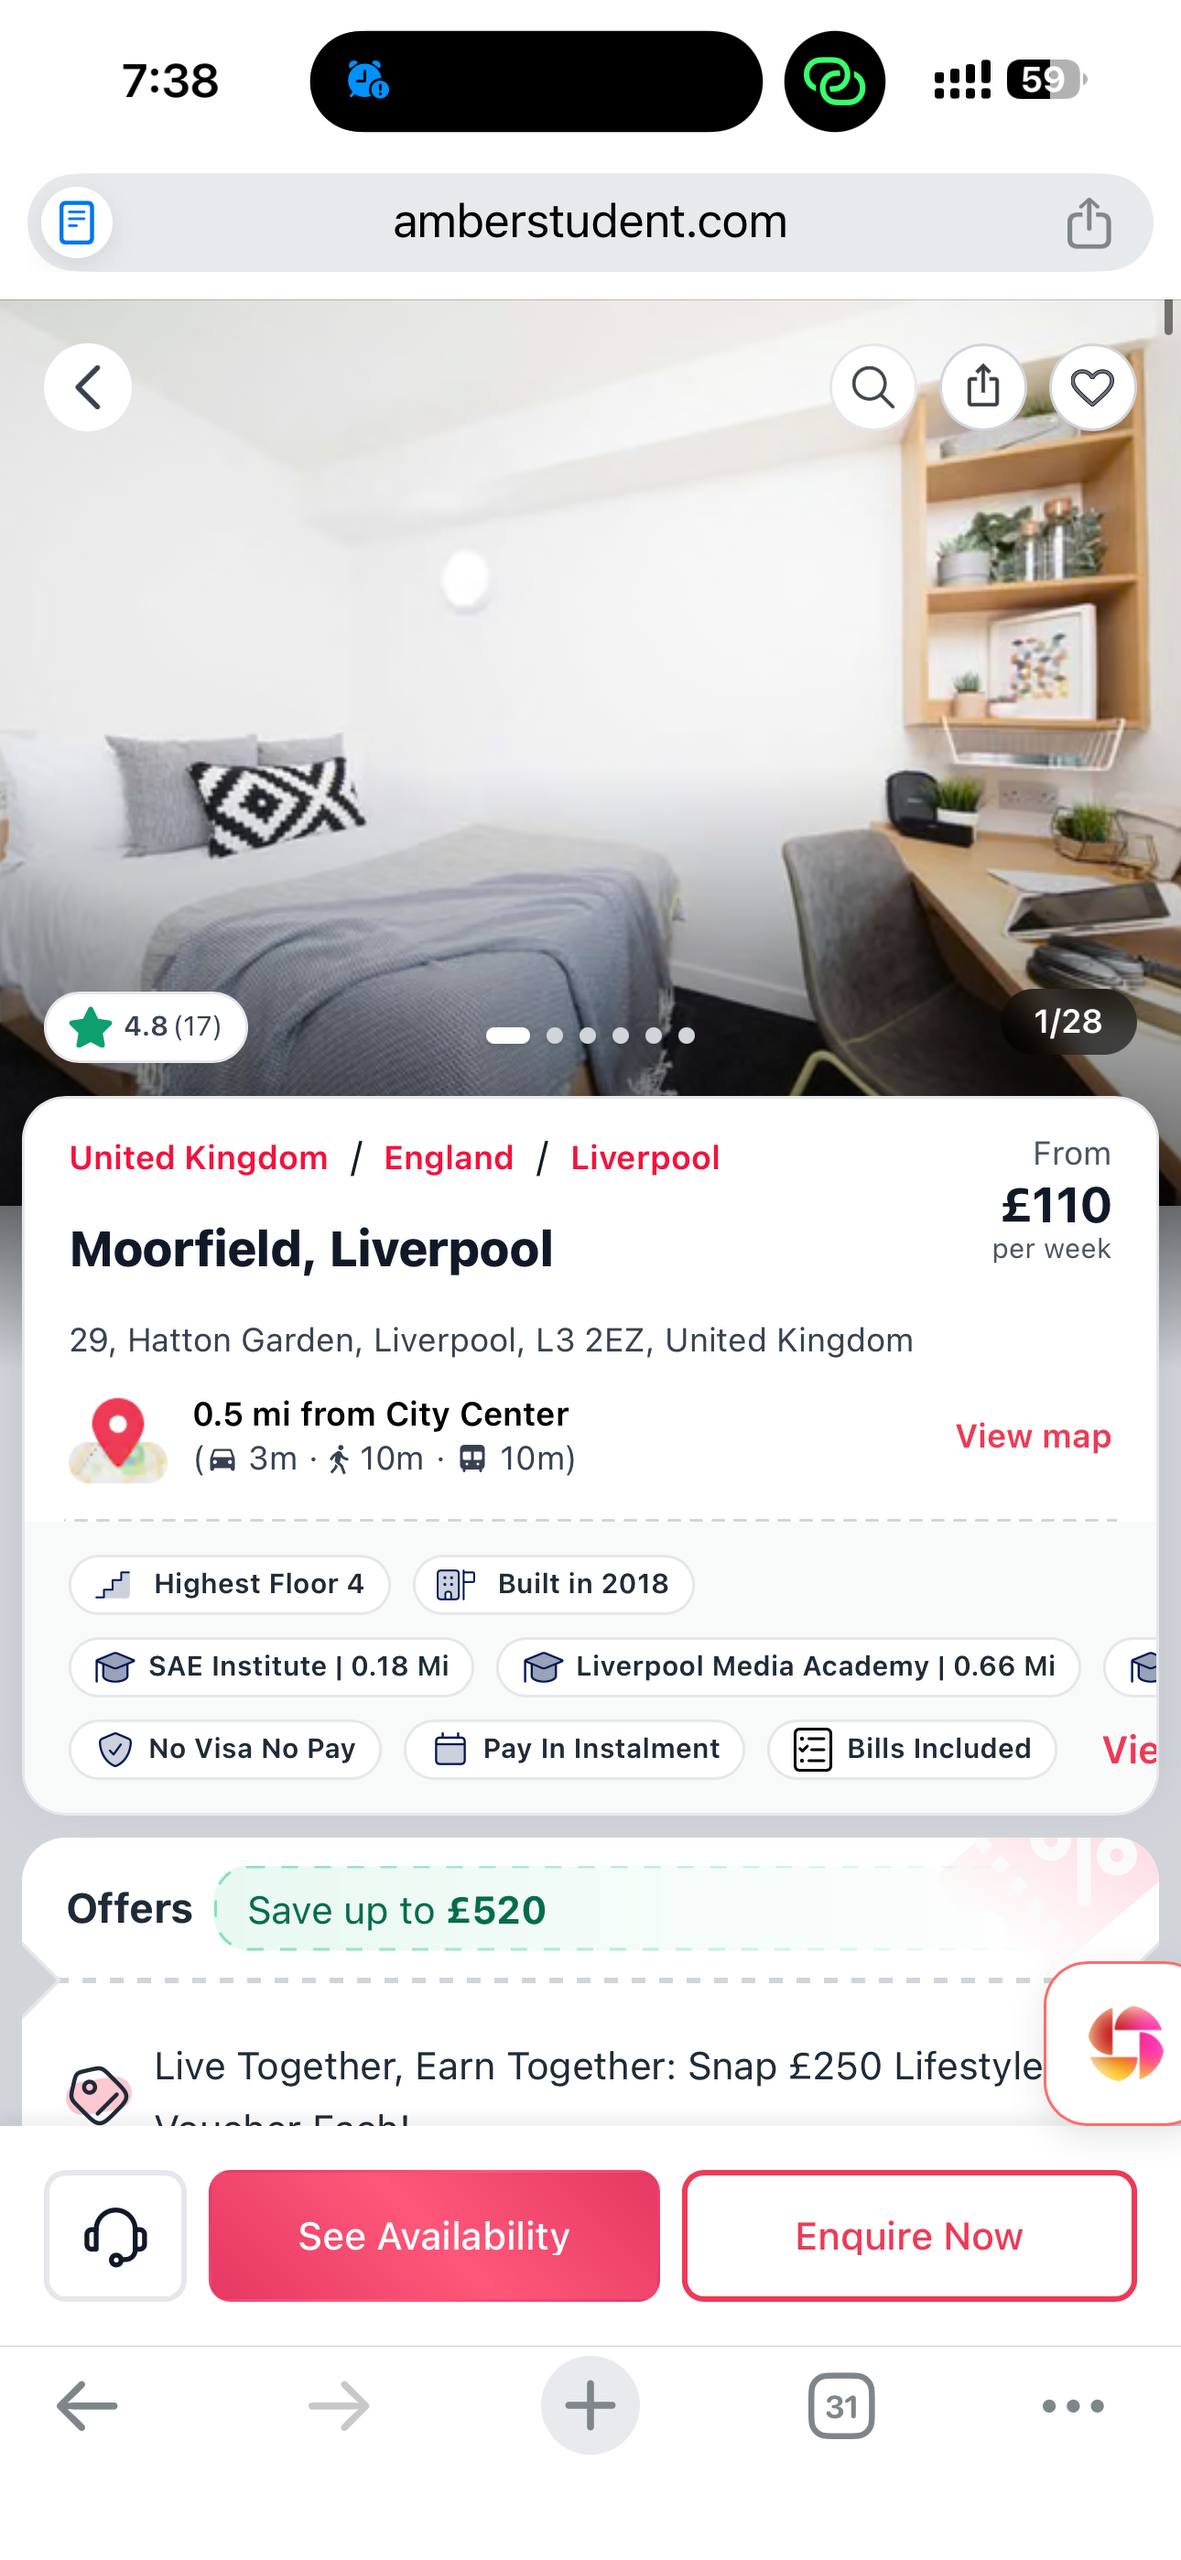 7:38
59
amberstudent.com
4.8 (17)
1/28
United Kingdom / England / Liverpool
From
£110
per week
Moorfield, Liverpool
29, Hatton Garden, Liverpool, L3 2EZ, United Kingdom
0.5 mi from City Center
(3m · 10m · 10m)
View map
Highest Floor 4
Built in 2018
SAE Institute | 0.18 Mi
Liverpool Media Academy | 0.66 Mi
No Visa No Pay
Pay In Instalment
Bills Included
Vie
Offers
Save up to £520
%
Live Together, Earn Together: Snap £250 Lifestyle
Voucher Each!
See Availability
Enquire Now
31